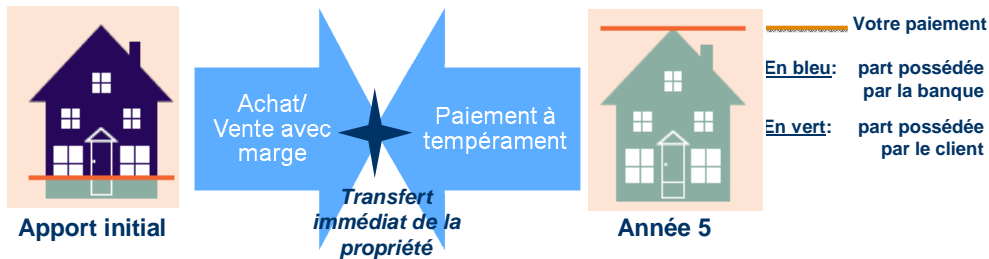 Achat/
Vente avec
marge
Paiement à
tempérament
Transfert
immédiat de la
propriété
Apport initial
Année 5
Votre paiement
En bleu: part possédée
par la banque
En vert: part possédée
par le client